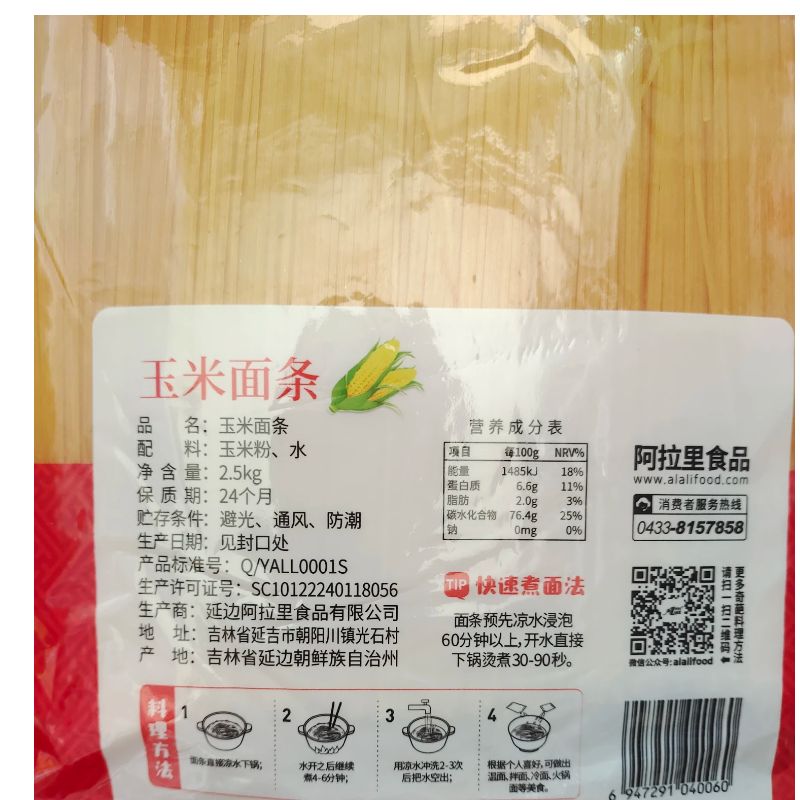 玉米面条
品 名：玉米面条
配 料：玉米粉、水
净 含 量：2.5kg
保 质 期：24个月
贮存条件：避光、通风、防潮
生产日期：见封口处
产品标准号：Q/YALL0001S
生产许可证号：SC10122240118056
生产商：延边阿拉里食品有限公司
地 址：吉林省延吉市朝阳川镇光石村
产 地：吉林省延边朝鲜族自治州
营养成分表
项目 每100g NRV%
能量 1485kJ 18%
蛋白质 6.6g 11%
脂肪 2.0g 3%
碳水化合物 76.4g 25%
钠 0mg 0%
TIP 快速煮面法
面条预先凉水浸泡
60分钟以上,开水直接
下锅烫煮30-90秒。
阿拉里食品
www.alalifood.com
消费者服务热线
0433-8157858
更多奇葩料理方法
请扫一扫二维码
微信公众号: alalifood
料理方法
1
面条直接凉水下锅;
2
水开之后继续
煮4-6分钟;
3
用凉水冲洗2-3次
后把水空出;
4
根据个人喜好,可做出
温面、拌面、冷面、火锅
面等美食。
6 947291 040060